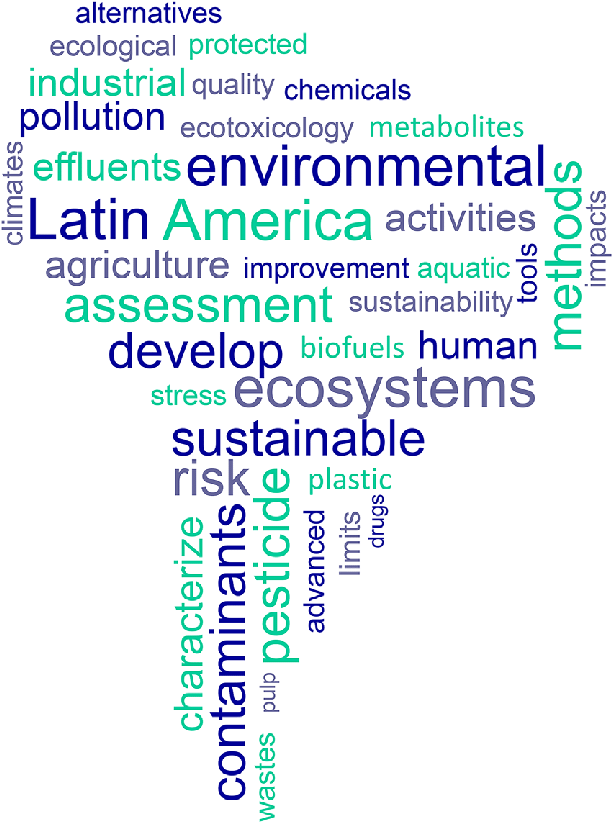 alternatives
ecological protected
industrial quality chemicals
pollution ecotoxicology metabolites
climates effluents environmental
Latin America activities methods impacts
agriculture improvement aquatic tools
assessment sustainability
develop biofuels human
stress ecosystems
sustainable
risk plastic
characterize contaminants pesticide advanced limits drugs
pulp
wastes